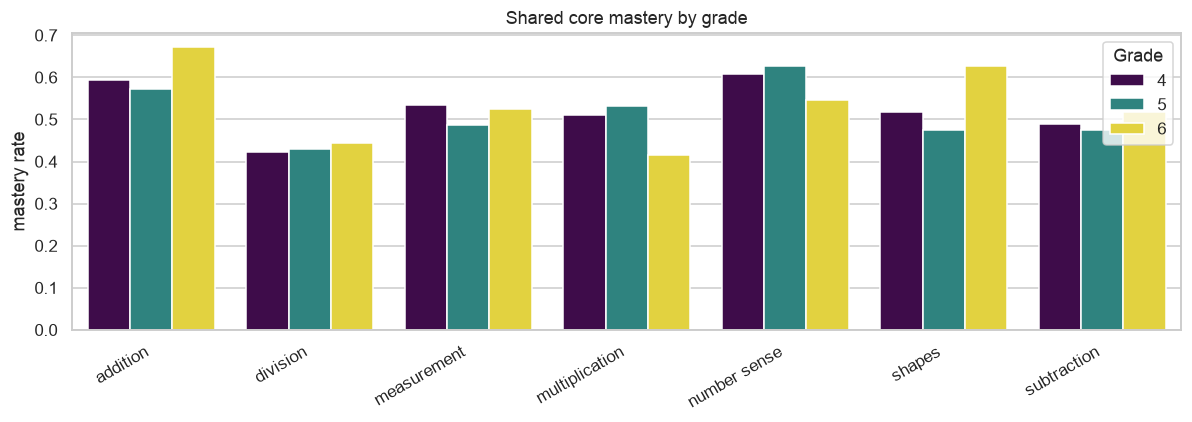 Shared core mastery by grade
mastery rate
0.7
0.6
0.5
0.4
0.3
0.2
0.1
0.0
Grade
4
5
6
addition
division
measurement
multiplication
number sense
shapes
subtraction